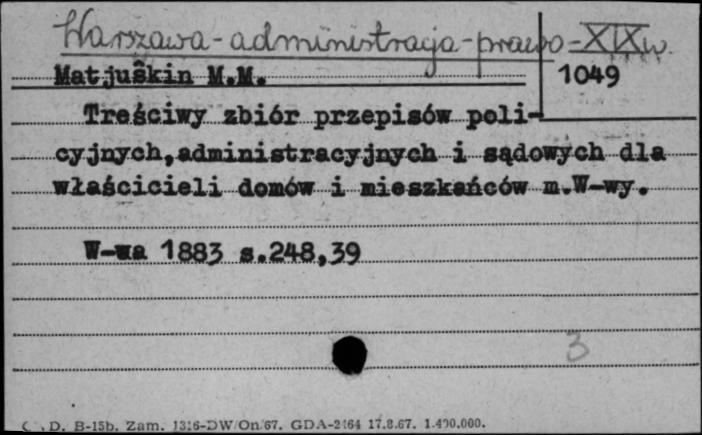 Warszawa-administracja-prawo-XIXw.
Matjuškin M.M.
1049
Treściwy zbiór przepisów poli-
cyjnych,administracyjnych i sądowych dla
właścicieli domów i mieszkańców m.W-wy.
W-wa 1883 s.248,39
3
D. B-15b. Zam. 1316-DW/On/67. GDA-2164 17.8.67. 1.400.000.